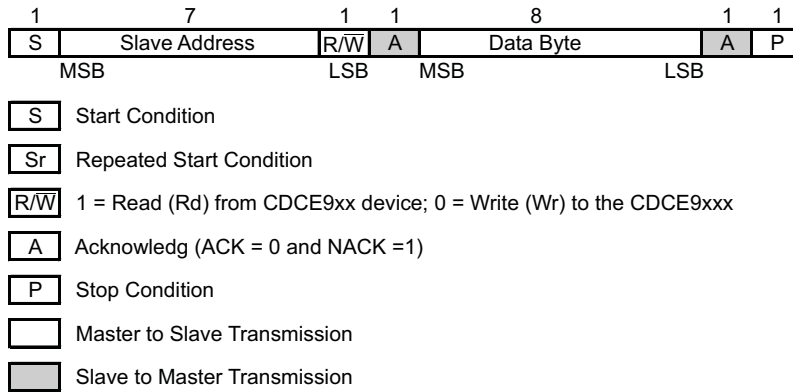 1 7 1 1 8 1 1
S Slave Address R/W̅ A Data Byte A P
MSB LSB MSB LSB
S Start Condition
Sr Repeated Start Condition
R/W̅ 1 = Read (Rd) from CDCE9xx device; 0 = Write (Wr) to the CDCE9xxx
A Acknowledg (ACK = 0 and NACK =1)
P Stop Condition
Master to Slave Transmission
Slave to Master Transmission